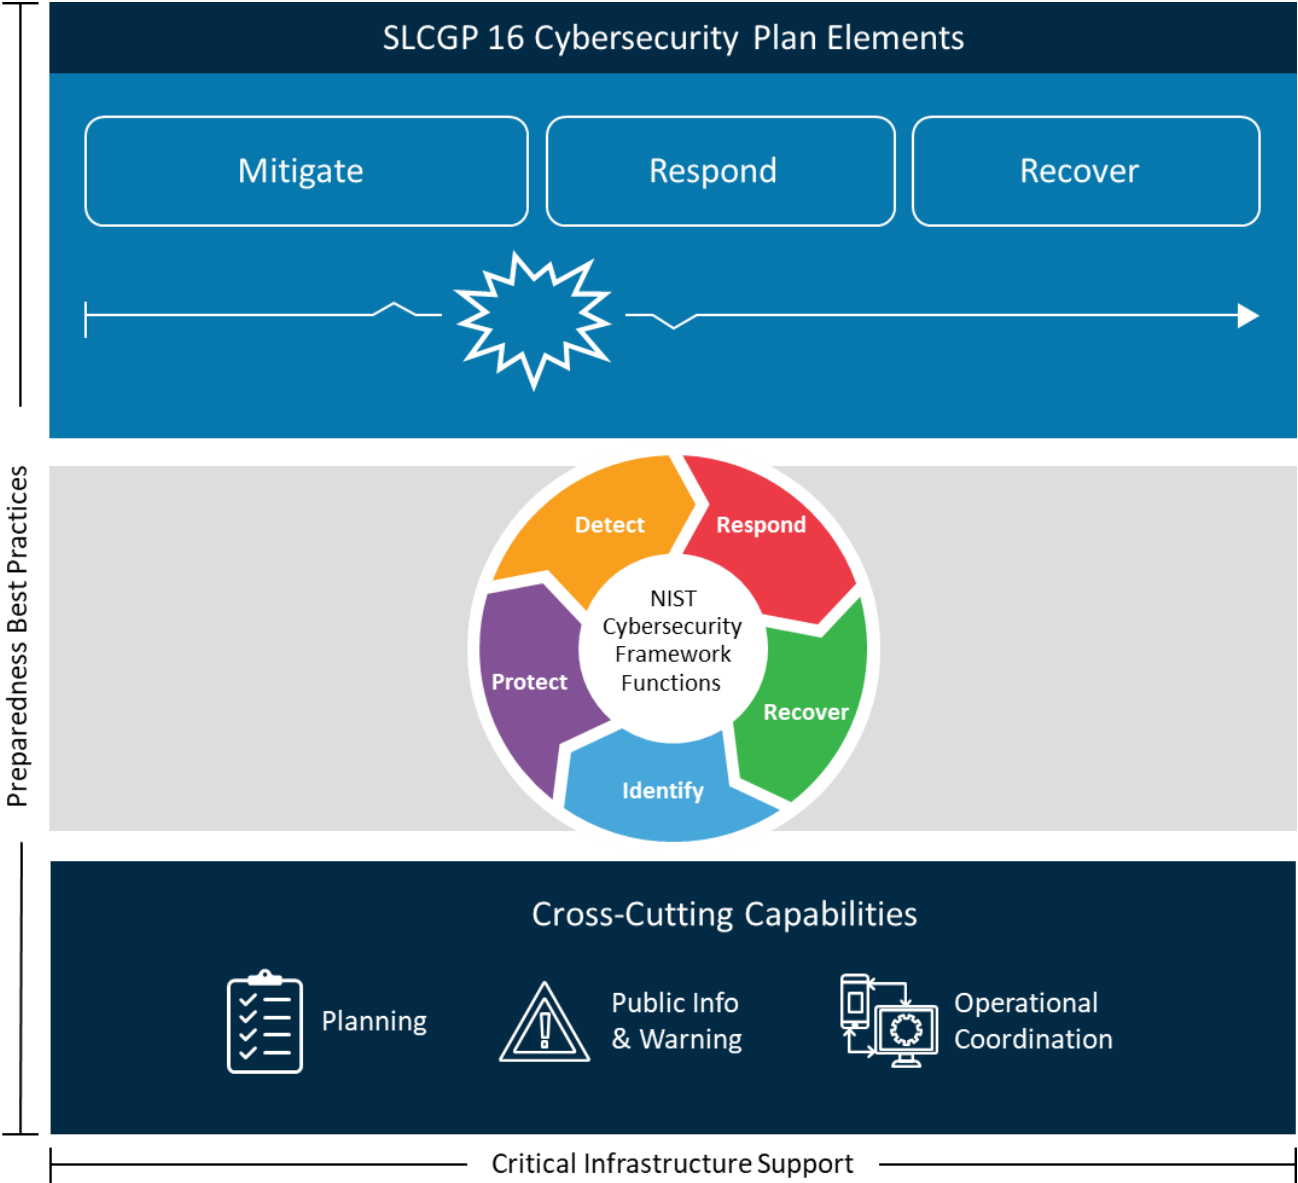 SLCGP 16 Cybersecurity Plan Elements
Mitigate
Respond
Recover
Preparedness Best Practices
Detect
Respond
Protect
Recover
Identify
NIST
Cybersecurity
Framework
Functions
Cross-Cutting Capabilities
Planning
Public Info
& Warning
Operational
Coordination
Critical Infrastructure Support